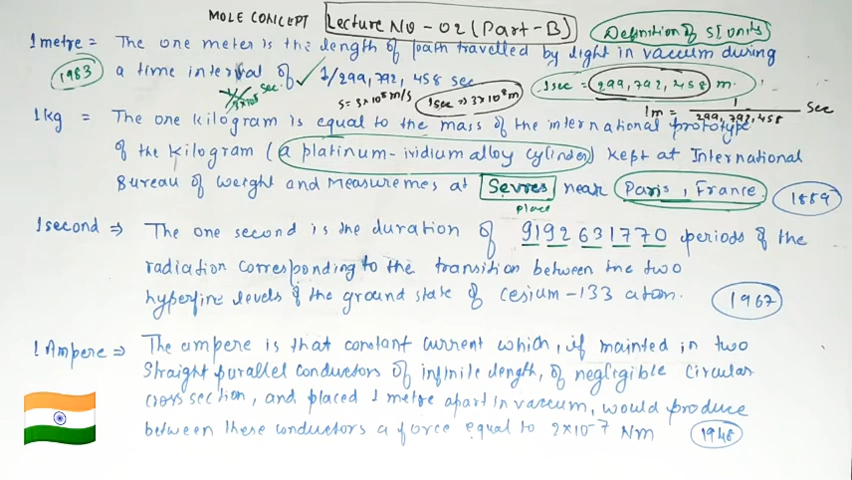 MOLE CONCEPT Lecture No - 02 (Part-B)
Definition of SI units
1metre = The one meter is the length of path travelled by light in vacuum during
1983 a time interval of 1/299,792,458 sec
1sec = 299,792,458 m.
1/3×10⁸ sec. S = 3×10⁸ m/s 1sec => 3×10⁸ m
1m = 1/299,792,458 sec
1kg = The one kilogram is equal to the mass of the international prototype
of the kilogram (a platinum-iridium alloy cylinder) kept at International
Bureau of weight and measuremes at Sevres near Paris, France. 1889
place
1second => The one second is the duration of 9192631770 periods of the
radiation corresponding to the transition between the two
hyperfine levels of the ground state of cesium-133 atom. 1967
1Ampere => The ampere is that constant current which, if mainted in two
straight parallel conductors of infinite length, of negligible circular
cross section, and placed 1 metre apart in vacuum, would produce
between these conductors a force equal to 2×10⁻⁷ Nm 1948